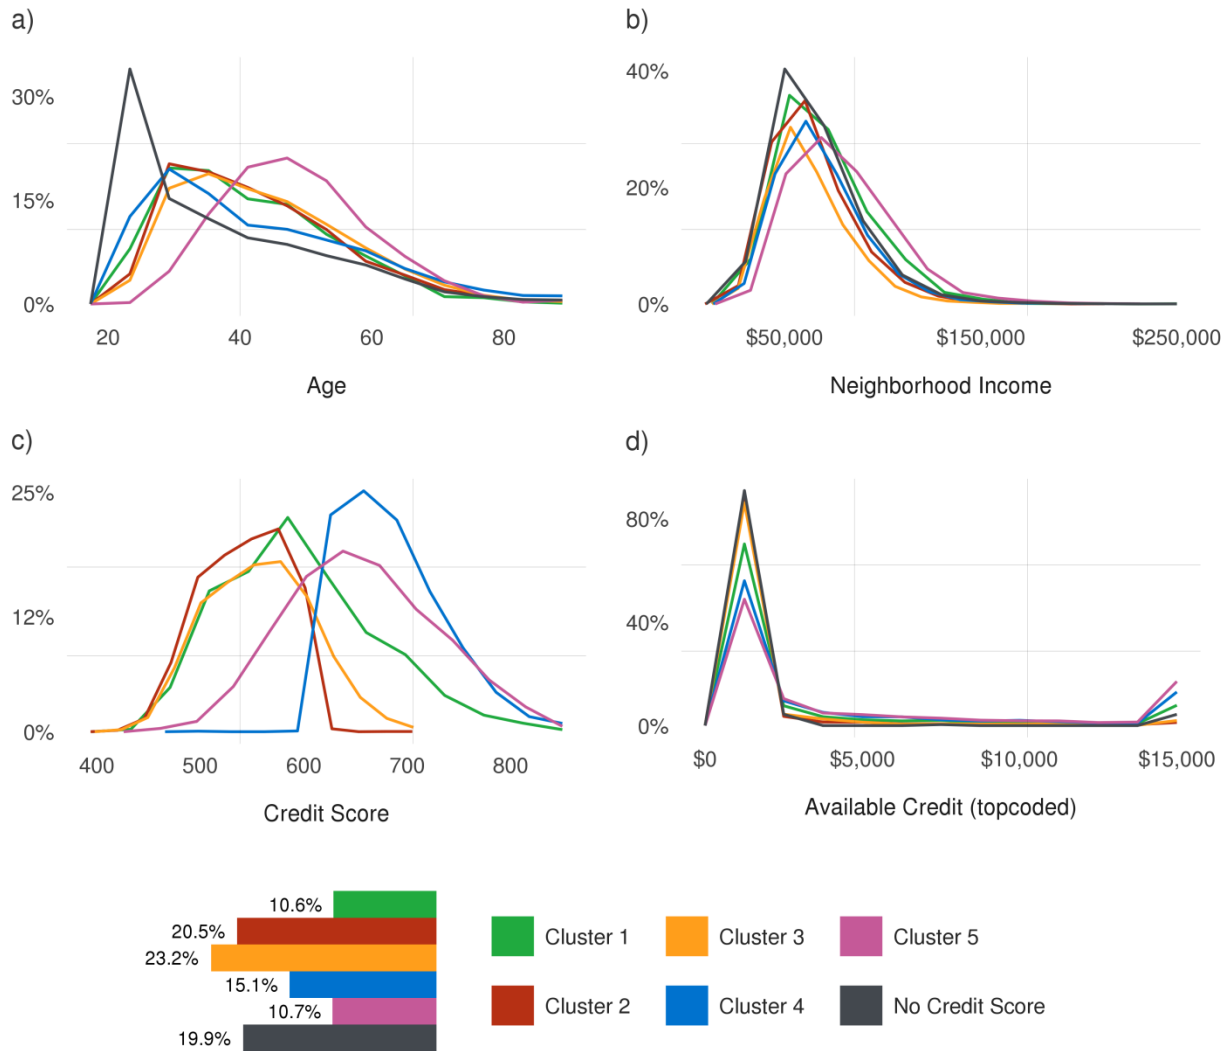 a)
30%
15%
0%
20 40 60 80
Age
b)
40%
20%
0%
$50,000 $150,000 $250,000
Neighborhood Income
c)
25%
12%
0%
400 500 600 700 800
Credit Score
d)
80%
40%
0%
$0 $5,000 $10,000 $15,000
Available Credit (topcoded)
10.6%
20.5%
23.2%
15.1%
10.7%
19.9%
Cluster 1 Cluster 3 Cluster 5
Cluster 2 Cluster 4 No Credit Score